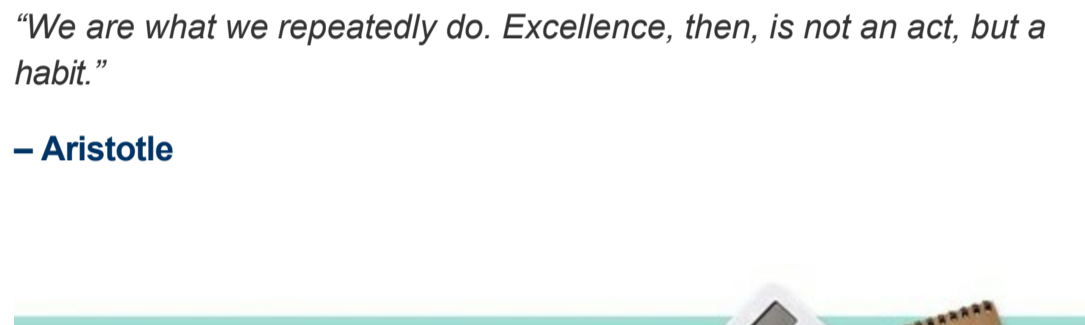 “We are what we repeatedly do. Excellence, then, is not an act, but a
habit.”
– Aristotle